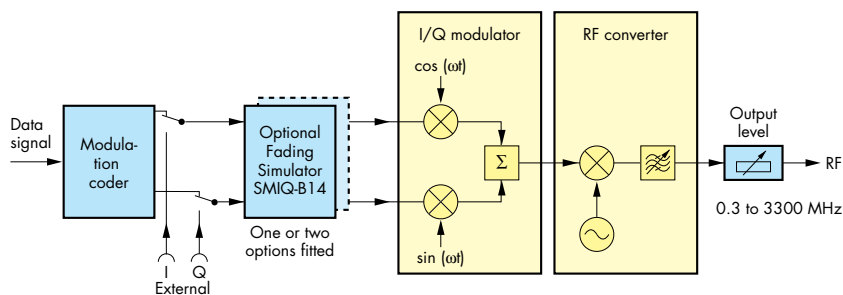 I/Q modulator
RF converter
cos (ωt)
Data
signal
Modula-
tion
coder
Optional
Fading
Simulator
SMIQ-B14
Σ
Output
level
RF
0.3 to 3300 MHz
One or two
options fitted
sin (ωt)
I Q
External